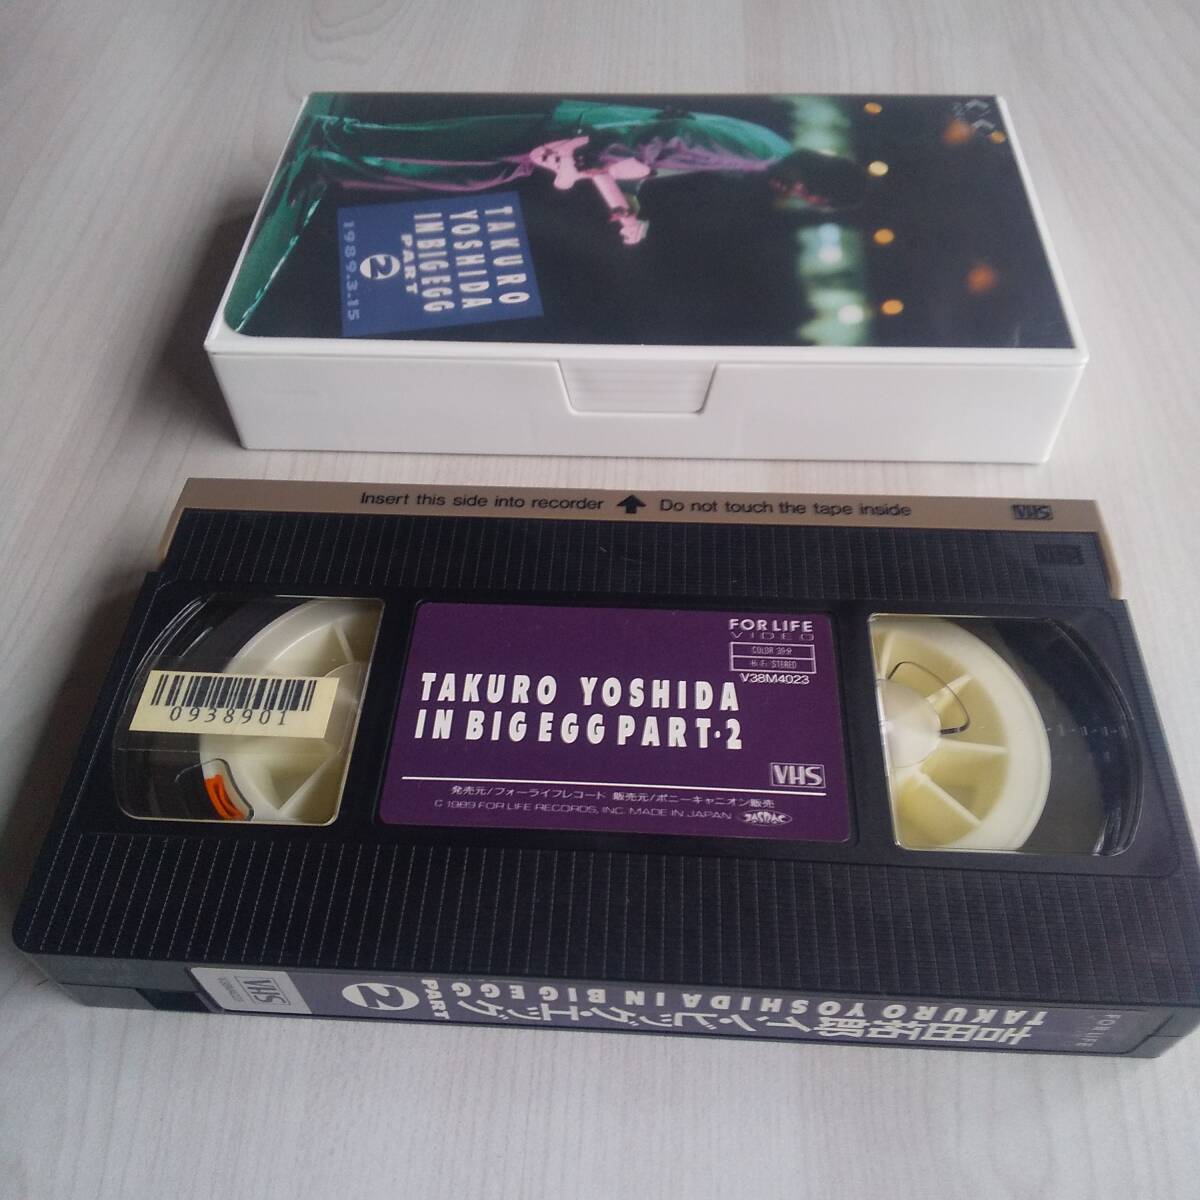 TAKURO
YOSHIDA
IN BIG EGG
PART
2
1989.3.15
Insert this side into recorder
Do not touch the tape inside
VHS
VHS
0938901
FOR LIFE
VIDEO
COLOR 39分
Hi-Fi STEREO
V38M4023
TAKURO YOSHIDA
IN BIG EGG PART・2
VHS
発売元/フォーライフレコード 販売元/ポニーキャニオン販売
© 1989 FOR LIFE RECORDS, INC. MADE IN JAPAN
JASRAC
FOR LIFE
吉田拓郎 イン・ビッグ・エッグ
TAKURO YOSHIDA IN BIG EGG
PART
2
VHS